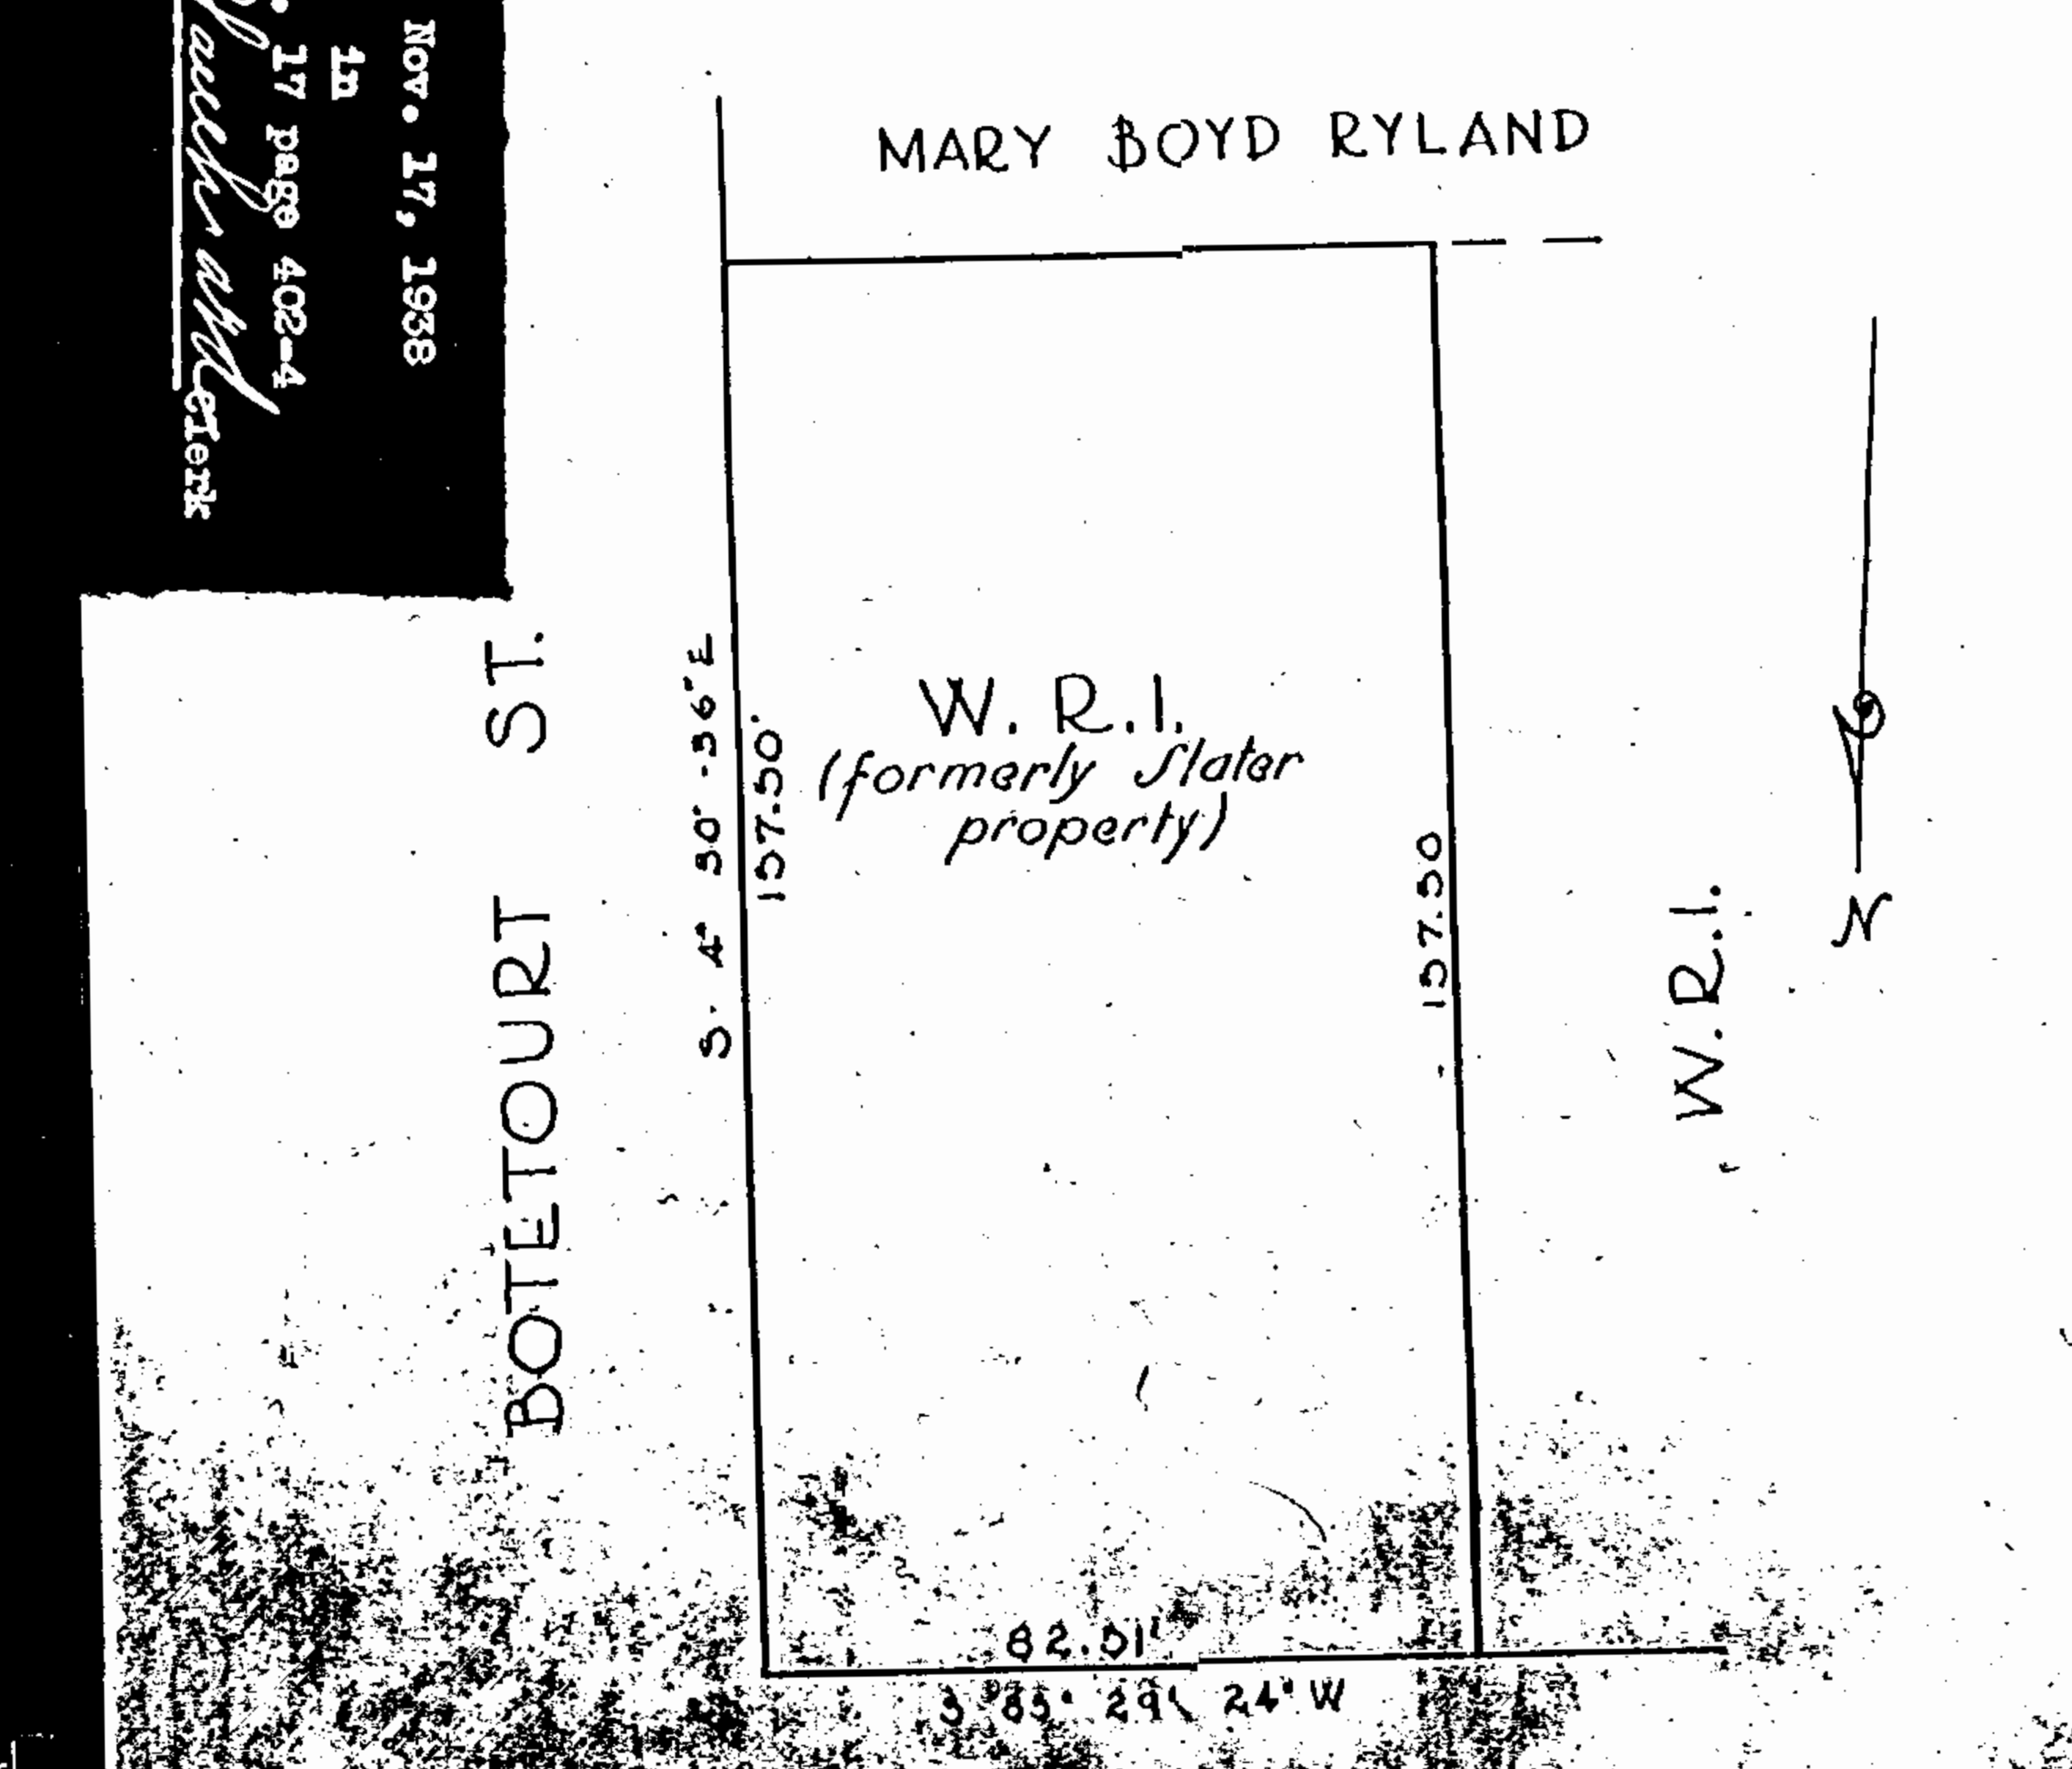 Nov. 17, 1938
in
17 page 402-4
Clerk
MARY BOYD RYLAND
BOTETOURT ST.
S. 4° 30' -36" E
157.50'
W. R. I.
(formerly Slater
property)
157.50
W. R. I.
N
82.51'
S 85° 29' 24" W